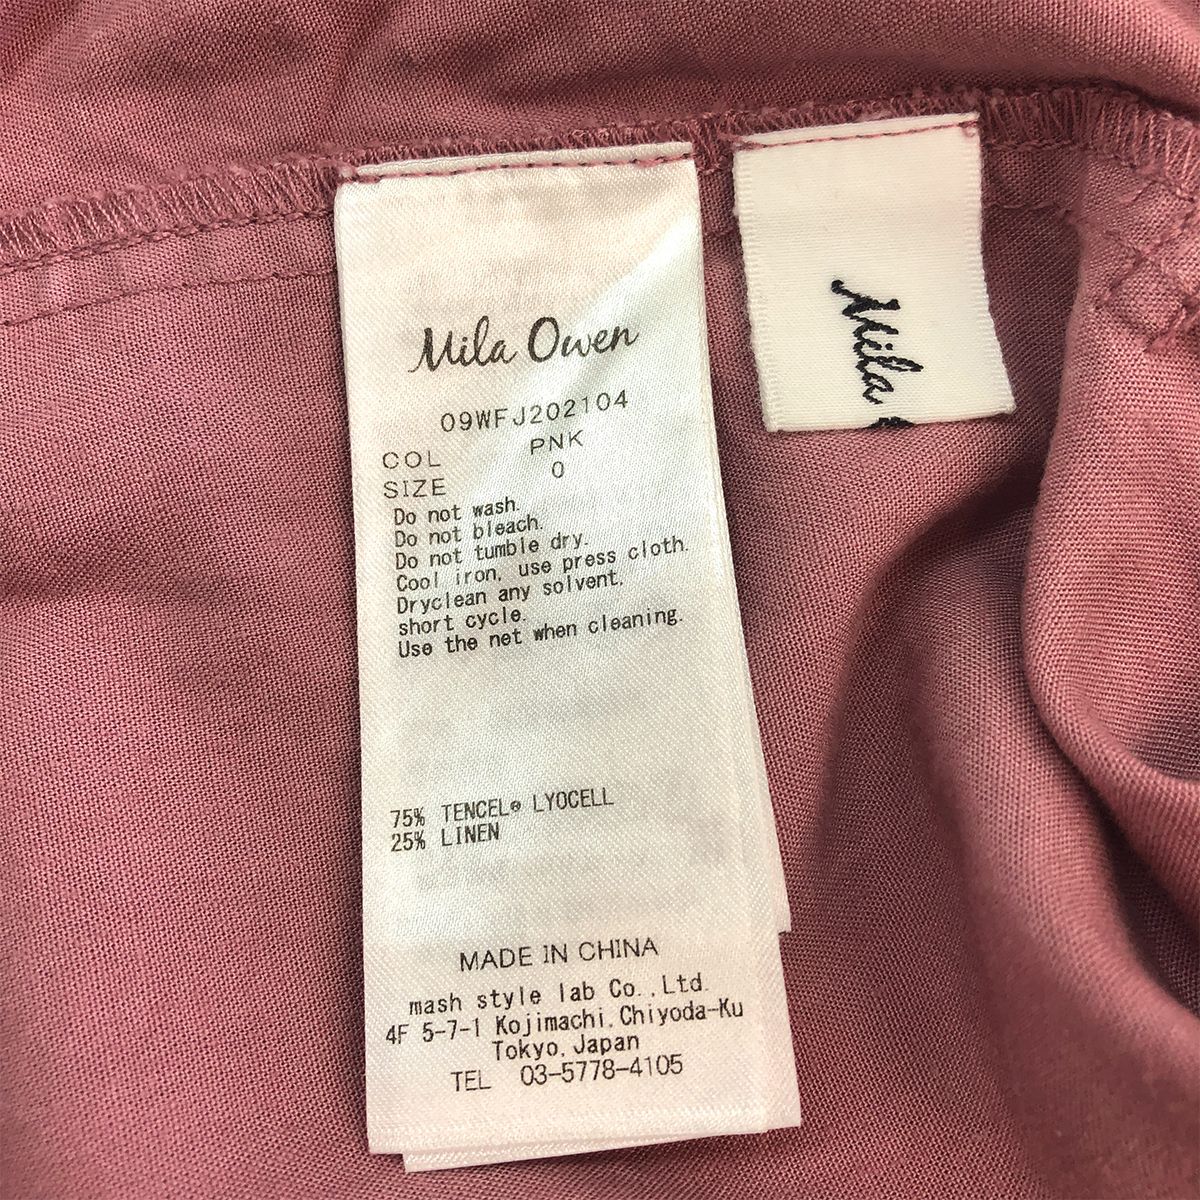 Mila Owen
09WFJ202104
COL PNK
SIZE 0
Do not wash.
Do not bleach.
Do not tumble dry.
Cool iron, use press cloth.
Dryclean any solvent.
short cycle.
Use the net when cleaning.
75% TENCEL® LYOCELL
25% LINEN
MADE IN CHINA
mash style lab Co.,Ltd.
4F 5-7-1 Kojimachi,Chiyoda-Ku
Tokyo,Japan
TEL 03-5778-4105
Mila